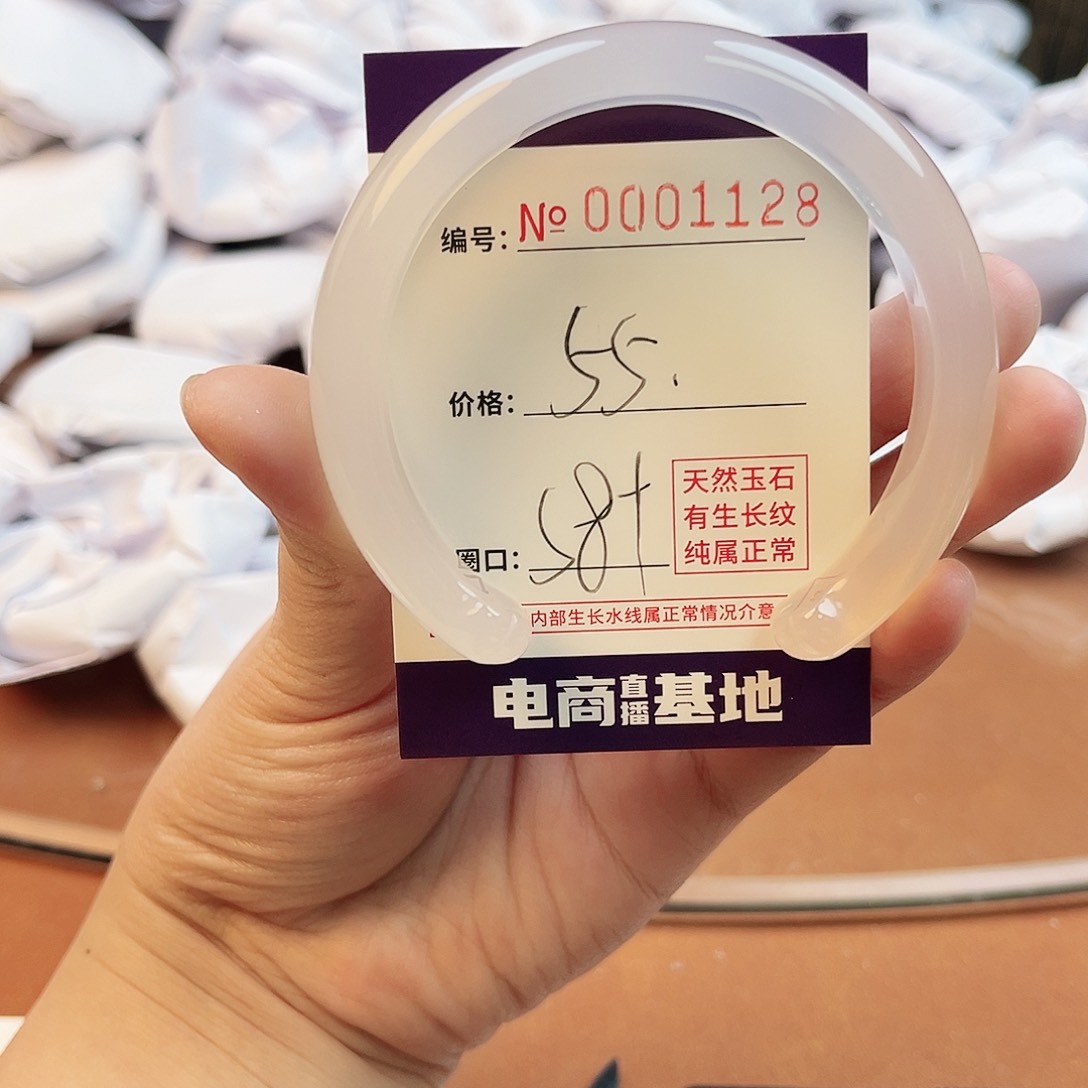 编号: № 0001128
价格: 55.
圈口: 58+
天然玉石
有生长纹
纯属正常
内部生长水线属正常情况介意
电商直播基地